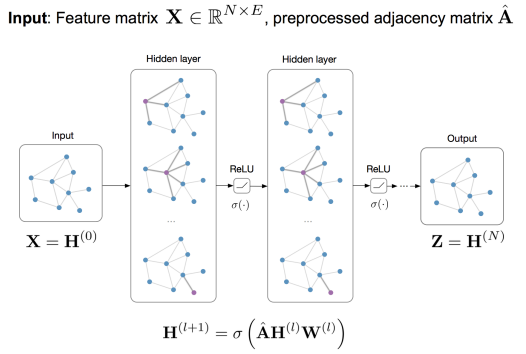 Input: Feature matrix X ∈ ℝ^{N×E}, preprocessed adjacency matrix Â
Hidden layer
Hidden layer
Input
Output
ReLU
ReLU
σ(·)
σ(·)
...
...
...
X = H^{(0)}
Z = H^{(N)}
H^{(l+1)} = σ(ÂH^{(l)}W^{(l)})